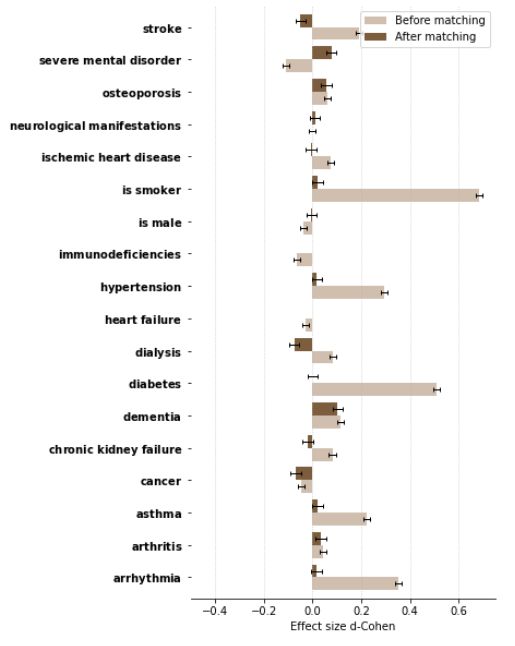 Before matching
After matching
stroke
severe mental disorder
osteoporosis
neurological manifestations
ischemic heart disease
is smoker
is male
immunodeficiencies
hypertension
heart failure
dialysis
diabetes
dementia
chronic kidney failure
cancer
asthma
arthritis
arrhythmia
−0.4 −0.2 0.0 0.2 0.4 0.6
Effect size d-Cohen